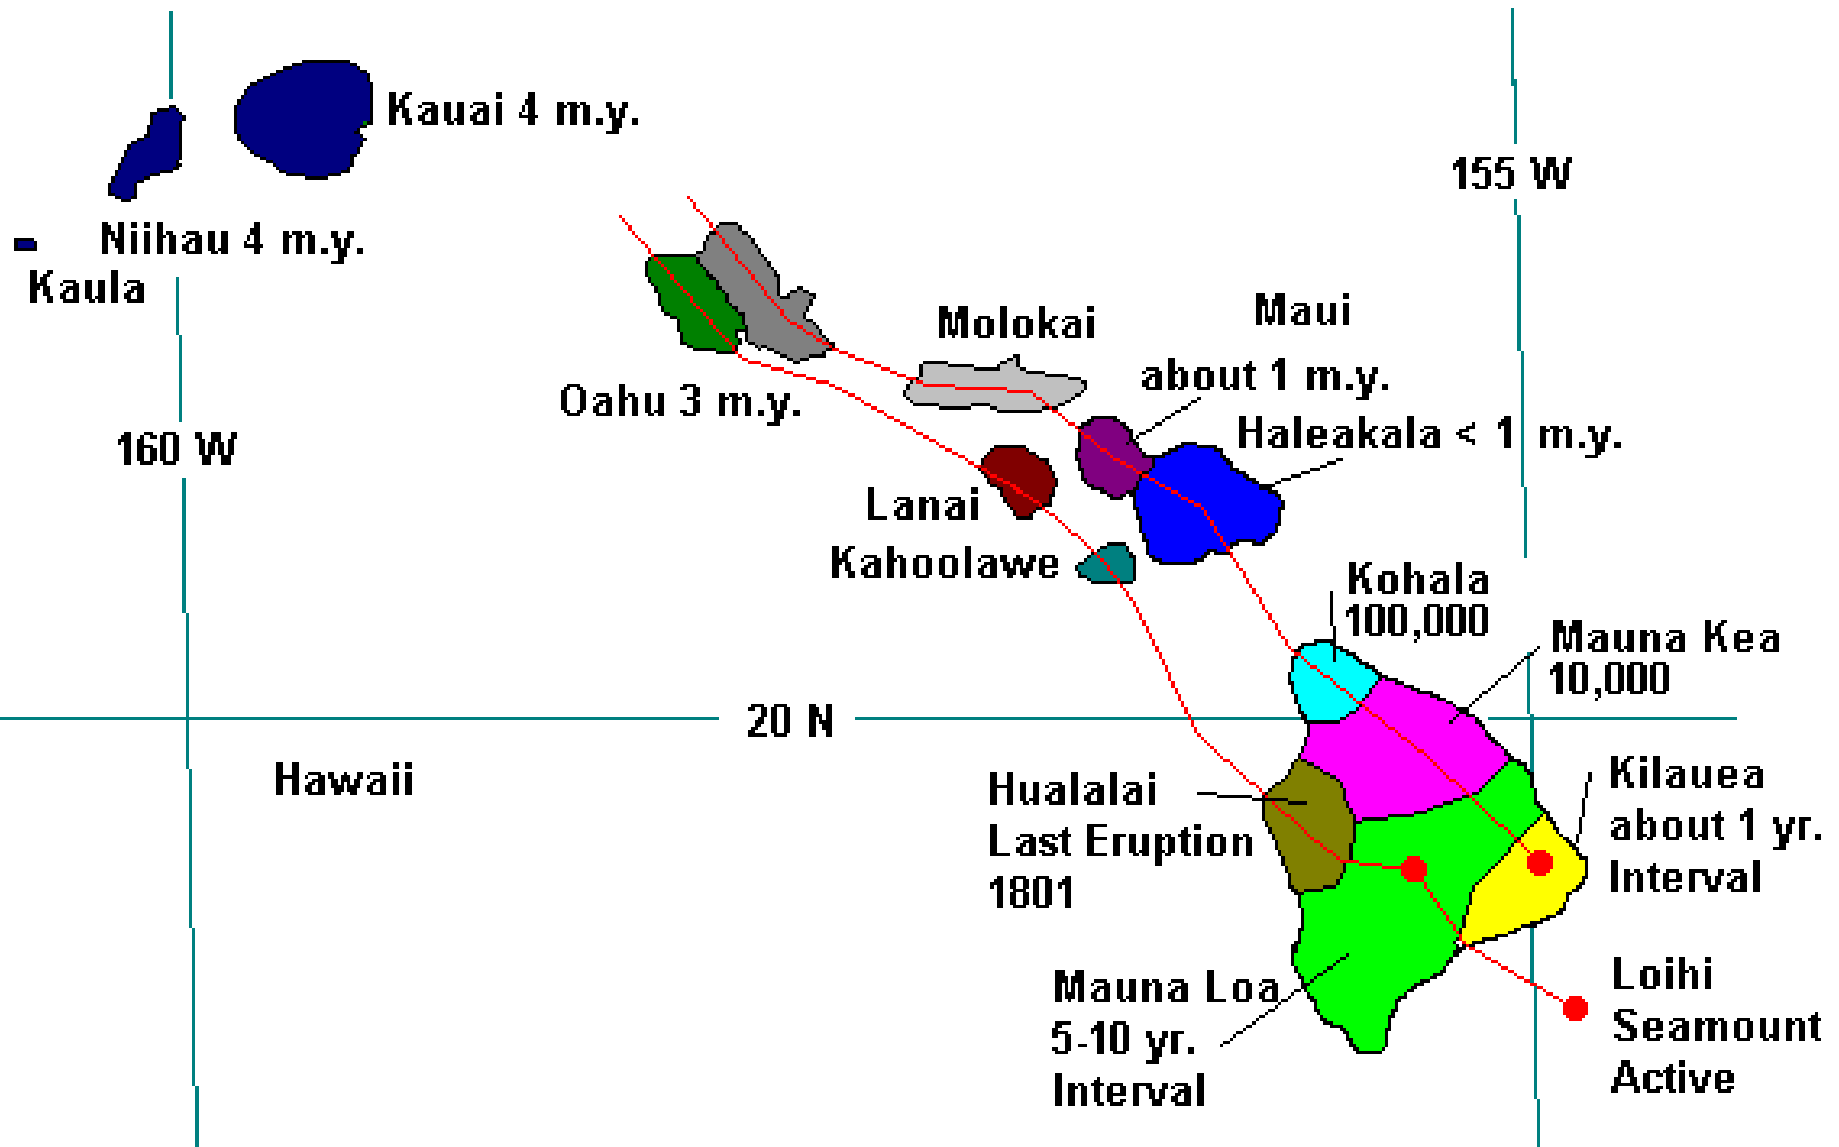 Kauai 4 m.y.
155 W
Niihau 4 m.y.
Kaula
Molokai
Maui
about 1 m.y.
Oahu 3 m.y.
Haleakala < 1 m.y.
160 W
Lanai
Kahoolawe
Kohala
100,000
Mauna Kea
10,000
20 N
Hawaii
Hualalai
Last Eruption
1801
Kilauea
about 1 yr.
Interval
Mauna Loa
5-10 yr.
Interval
Loihi
Seamount
Active